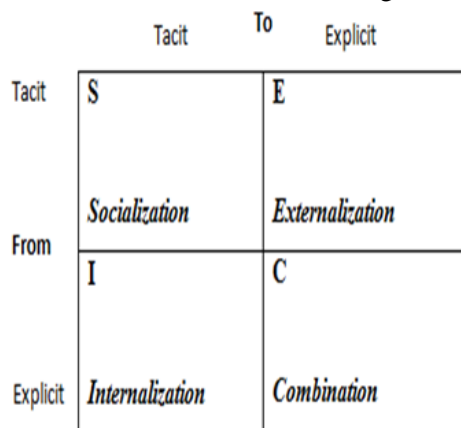 To
Tacit Explicit
Tacit S E
Socialization Externalization
From
I C
Explicit Internalization Combination